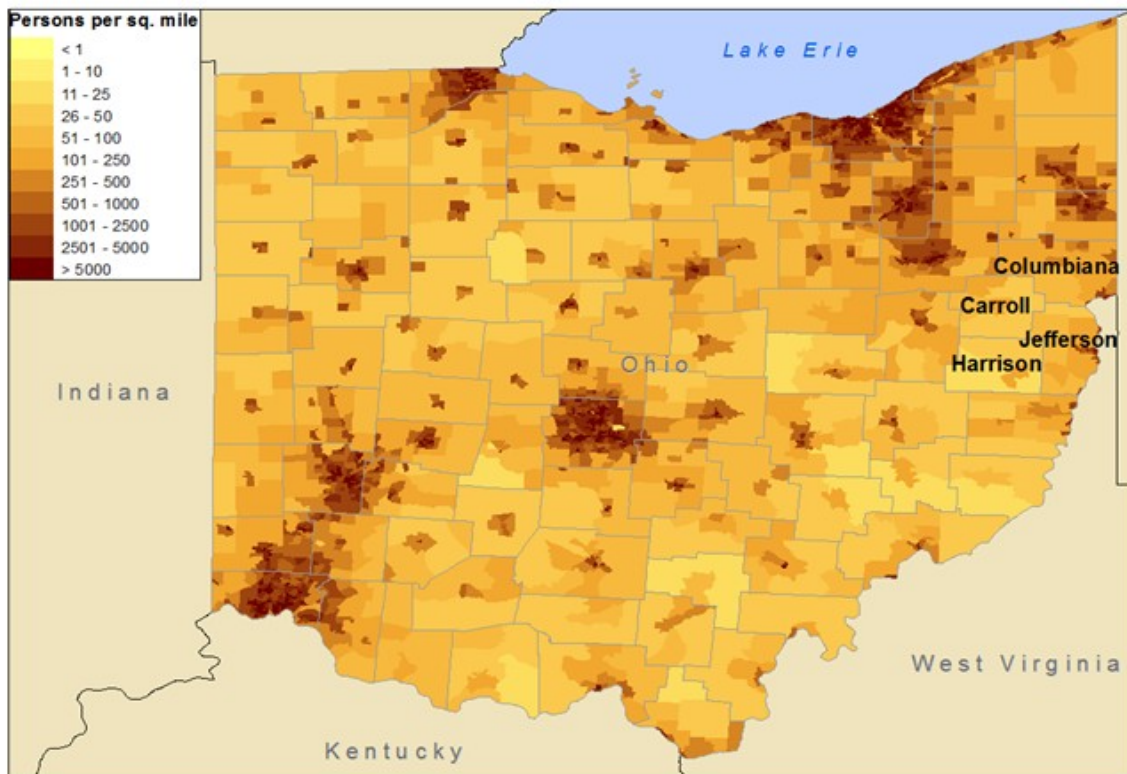 Persons per sq. mile
< 1
1 - 10
11 - 25
26 - 50
51 - 100
101 - 250
251 - 500
501 - 1000
1001 - 2500
2501 - 5000
> 5000
Lake Erie
Columbiana
Carroll
Jefferson
Harrison
Ohio
Indiana
West Virginia
Kentucky